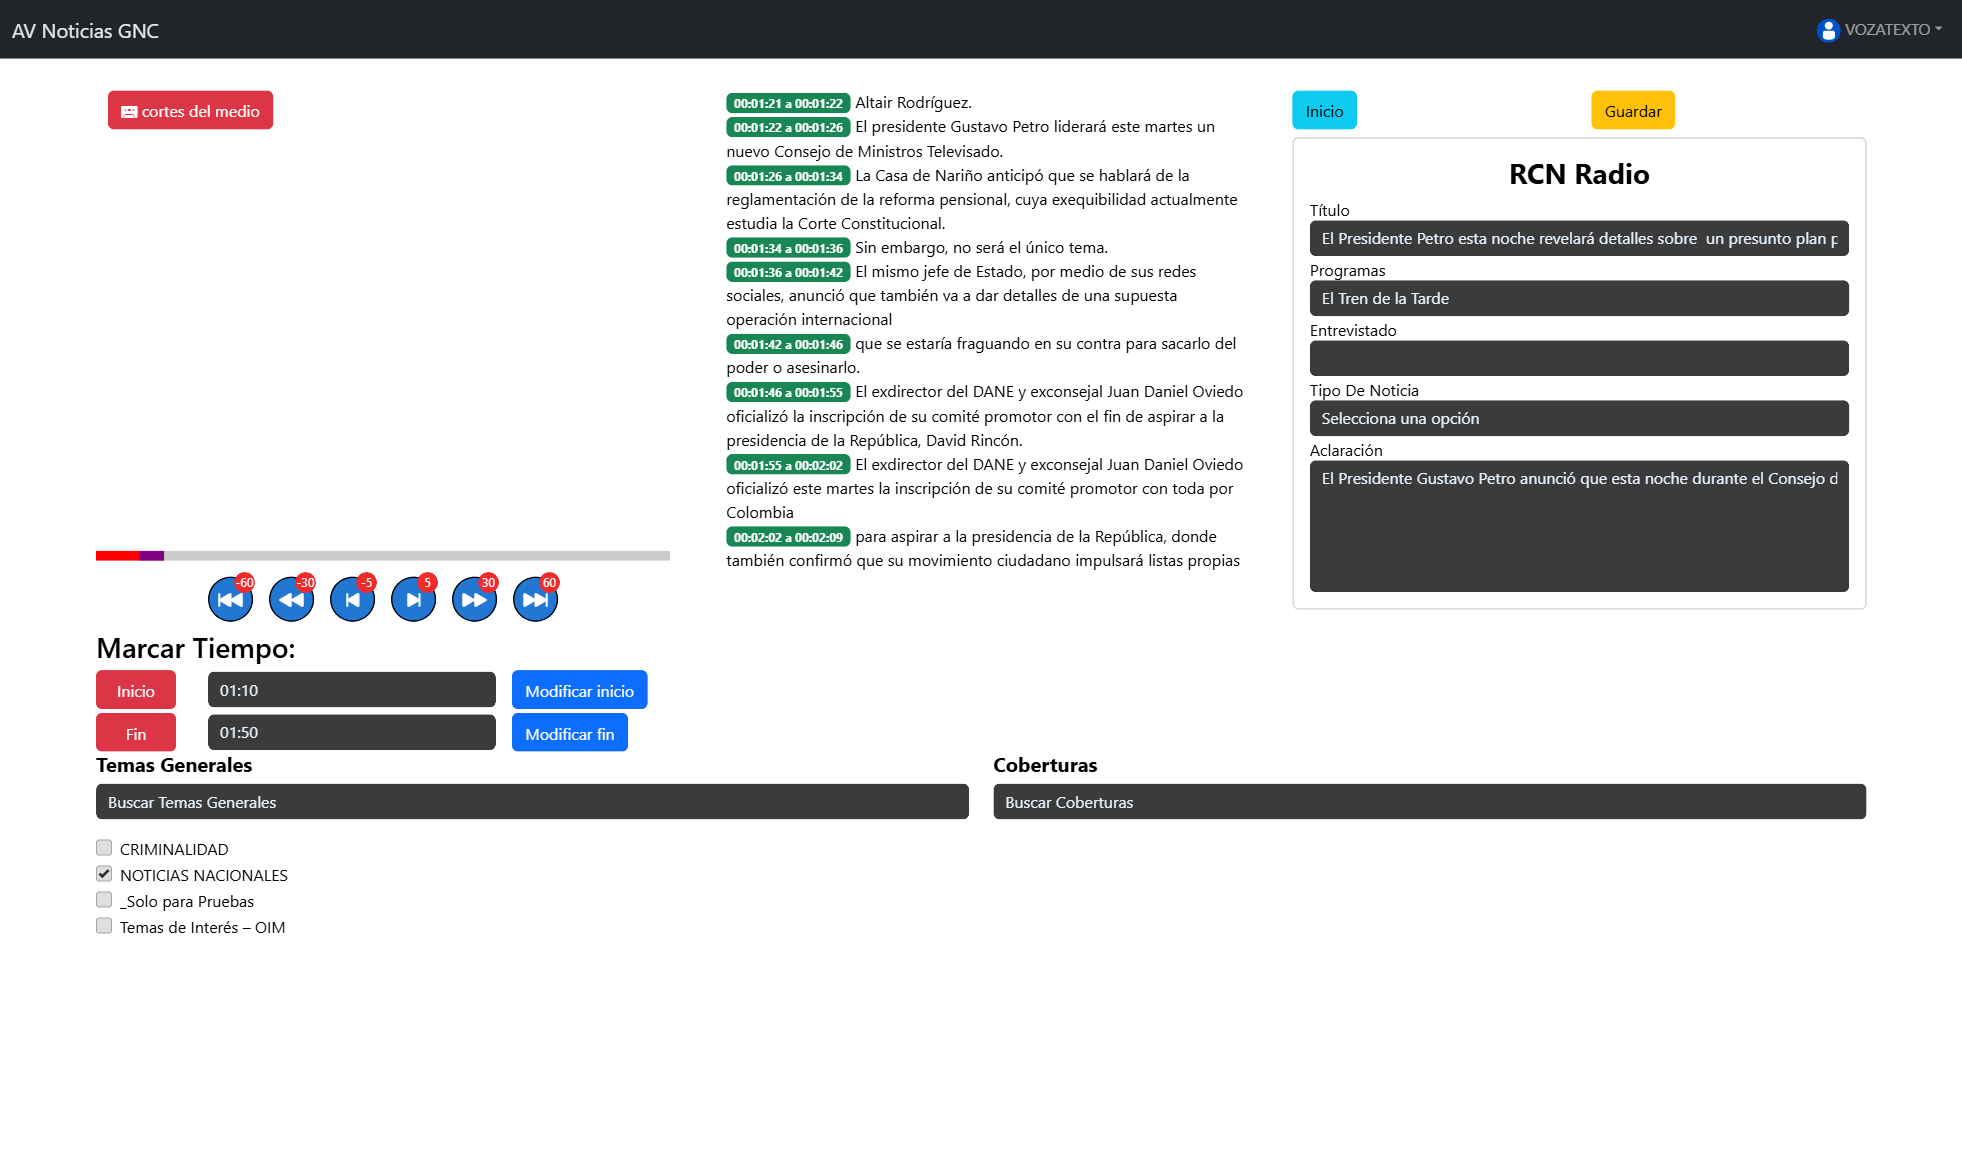 AV Noticias GNC
VOZATEXTO
cortes del medio
-60
-30
-5
5
30
60
Marcar Tiempo:
Inicio
01:10
Modificar inicio
Fin
01:50
Modificar fin
00:01:21 a 00:01:22 Altair Rodríguez.
00:01:22 a 00:01:26 El presidente Gustavo Petro liderará este martes un
nuevo Consejo de Ministros Televisado.
00:01:26 a 00:01:34 La Casa de Nariño anticipó que se hablará de la
reglamentación de la reforma pensional, cuya exequibilidad actualmente
estudia la Corte Constitucional.
00:01:34 a 00:01:36 Sin embargo, no será el único tema.
00:01:36 a 00:01:42 El mismo jefe de Estado, por medio de sus redes
sociales, anunció que también va a dar detalles de una supuesta
operación internacional
00:01:42 a 00:01:46 que se estaría fraguando en su contra para sacarlo del
poder o asesinarlo.
00:01:46 a 00:01:55 El exdirector del DANE y exconsejal Juan Daniel Oviedo
oficializó la inscripción de su comité promotor con el fin de aspirar a la
presidencia de la República, David Rincón.
00:01:55 a 00:02:02 El exdirector del DANE y exconsejal Juan Daniel Oviedo
oficializó este martes la inscripción de su comité promotor con toda por
Colombia
00:02:02 a 00:02:09 para aspirar a la presidencia de la República, donde
también confirmó que su movimiento ciudadano impulsará listas propias
Inicio
Guardar
RCN Radio
Título
El Presidente Petro esta noche revelará detalles sobre  un presunto plan p
Programas
El Tren de la Tarde
Entrevistado
Tipo De Noticia
Selecciona una opción
Aclaración
El Presidente Gustavo Petro anunció que esta noche durante el Consejo d
Temas Generales
Buscar Temas Generales
CRIMINALIDAD
NOTICIAS NACIONALES
_Solo para Pruebas
Temas de Interés – OIM
Coberturas
Buscar Coberturas